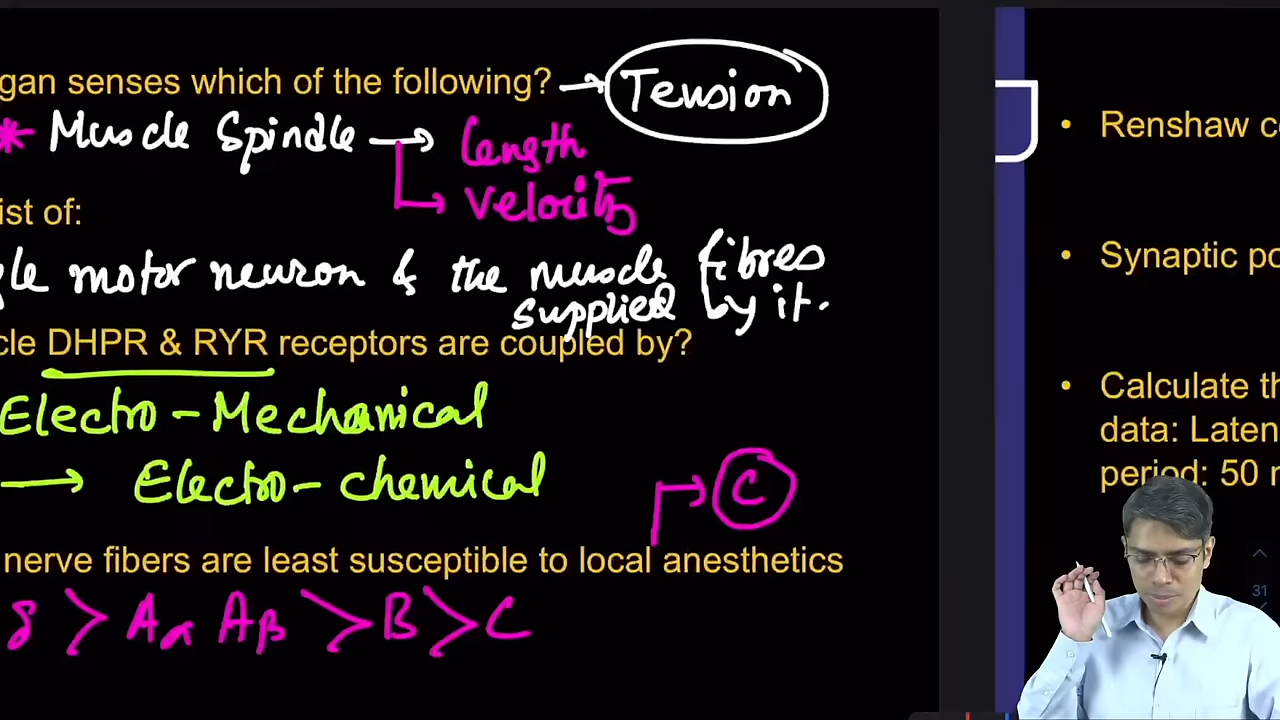 gan senses which of the following? → Tension
* Muscle Spindle → length
→ velocity
ist of:
gle motor neuron & the muscle fibres
supplied by it.
cle DHPR & RYR receptors are coupled by?
Electro - Mechanical
→ Electro - chemical
→ C
nerve fibers are least susceptible to local anesthetics
δ > Aα Aβ > B > C
• Renshaw c
• Synaptic po
• Calculate th
data: Laten
period: 50 m
31